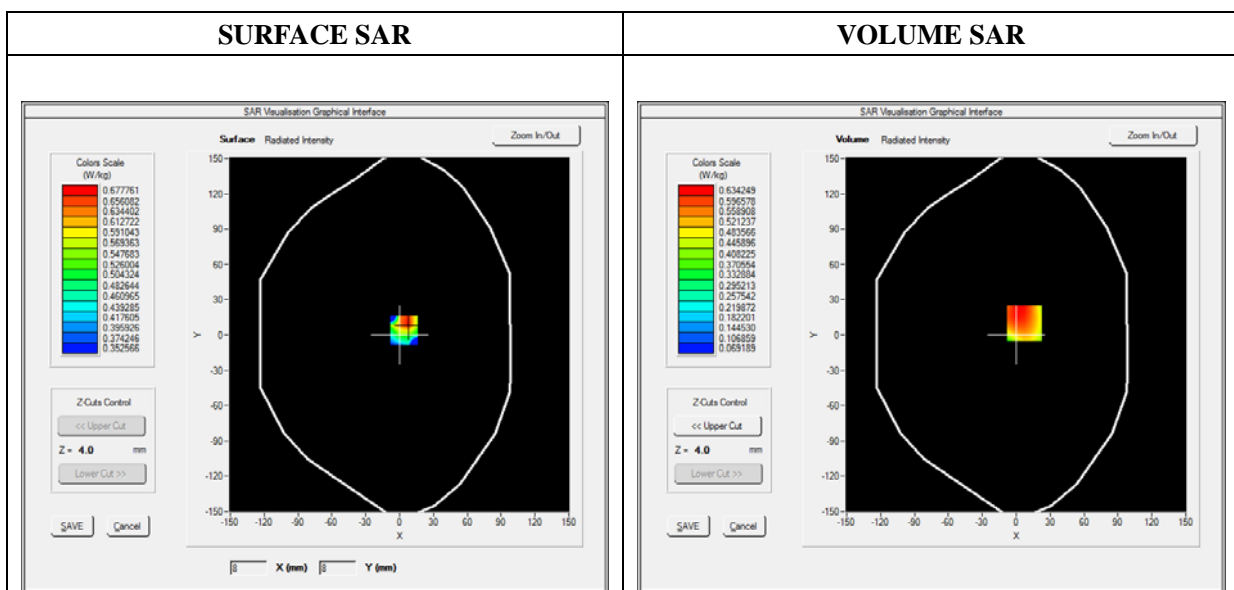 SURFACE SAR
VOLUME SAR
SAR Visualisation Graphical Interface
Surface Radiated Intensity
Zoom In/Out
Colors Scale
(W/kg)
0.677761
0.656082
0.634402
0.612722
0.591043
0.569363
0.547683
0.526004
0.504324
0.482644
0.460965
0.439285
0.417605
0.395926
0.374246
0.352566
150
120
90
60
30
0
-30
-60
-90
-120
-150
Y
-150 -120 -90 -60 -30 0 30 60 90 120 150
X
Z-Cuts Control
<< Upper Cut
Z = 4.0 mm
Lower Cut >>
SAVE Cancel
8 X (mm) 8 Y (mm)
SAR Visualisation Graphical Interface
Volume Radiated Intensity
Zoom In/Out
Colors Scale
(W/kg)
0.634249
0.596578
0.558908
0.521237
0.483566
0.445896
0.408225
0.370554
0.332884
0.295213
0.257542
0.219872
0.182201
0.144530
0.106859
0.069189
150
120
90
60
30
0
-30
-60
-90
-120
-150
Y
-150 -120 -90 -60 -30 0 30 60 90 120 150
X
Z-Cuts Control
<< Upper Cut
Z = 4.0 mm
Lower Cut >>
SAVE Cancel